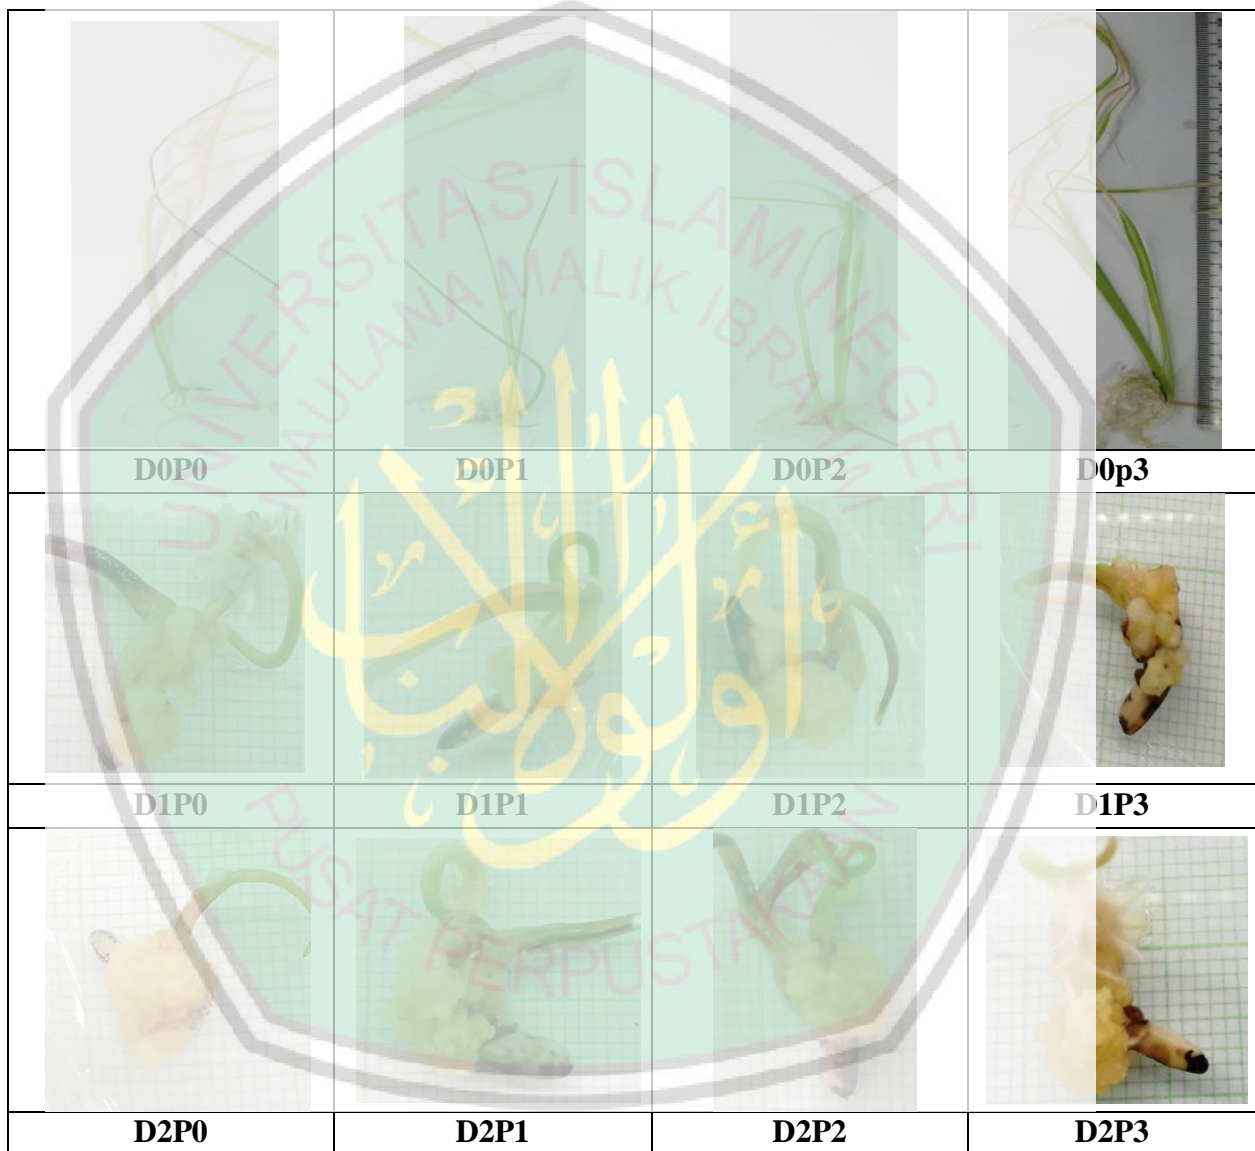 UNIVERSITAS ISLAM NEGERI
MAULANA MALIK IBRAHIM
D0P0 D0P1 D0P2 D0p3
D1P0 D1P1 D1P2 D1P3
PUSAT PERPUSTAKAAN
D2P0 D2P1 D2P2 D2P3